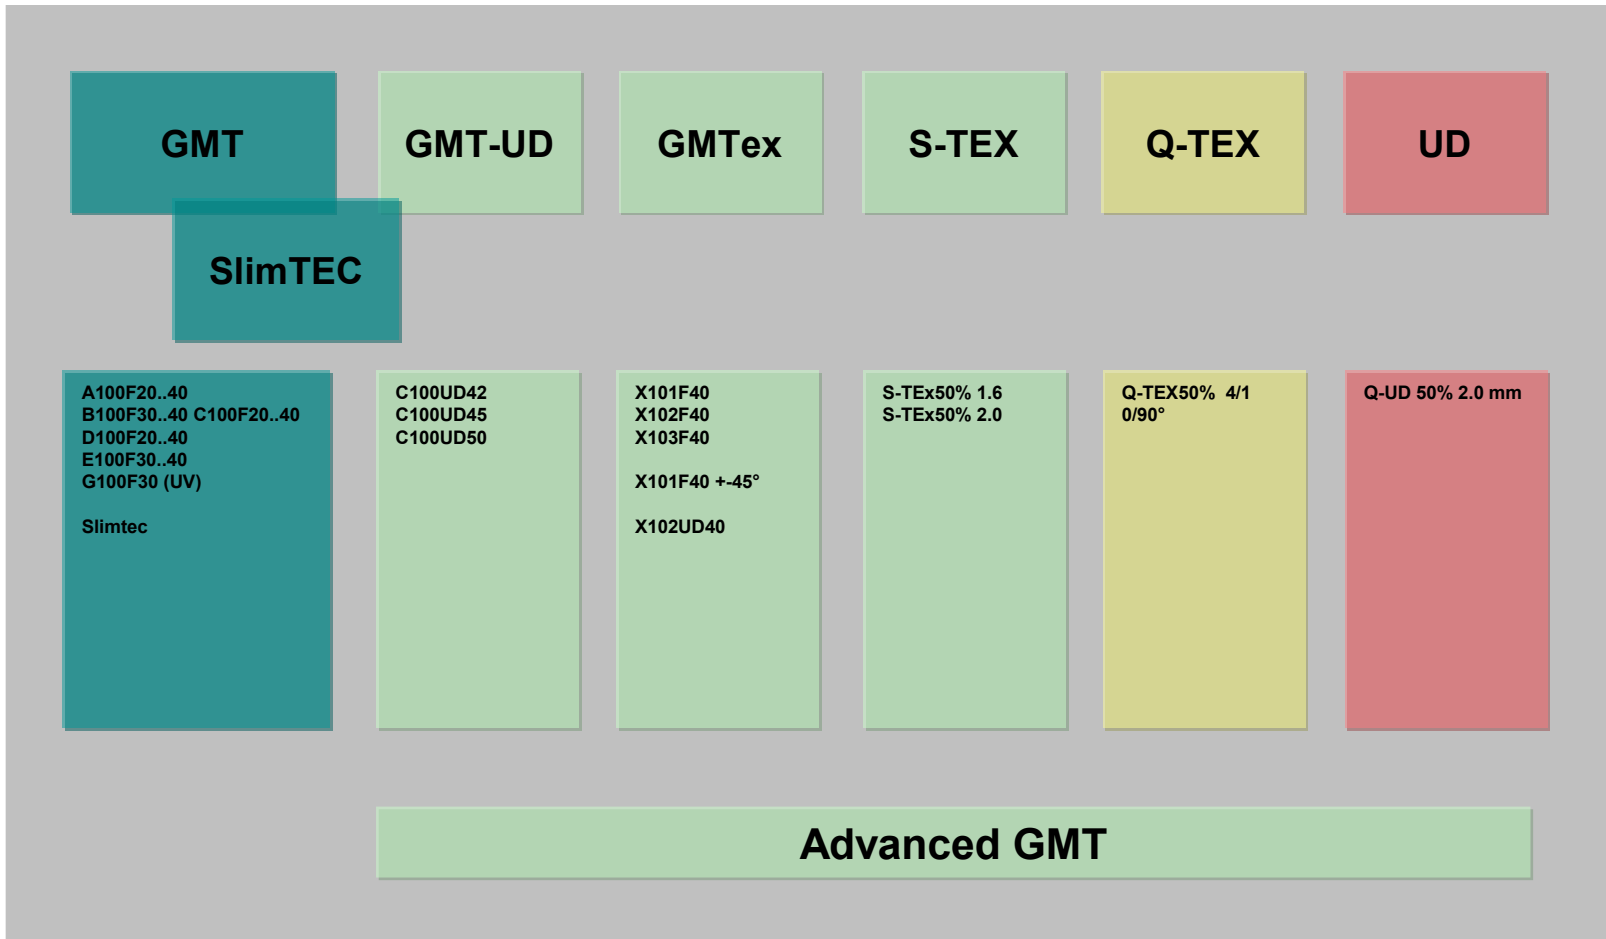 GMT
GMT-UD
GMTex
S-TEX
Q-TEX
UD
SlimTEC
A100F20..40
B100F30..40 C100F20..40
D100F20..40
E100F30..40
G100F30 (UV)
Slimtec
C100UD42
C100UD45
C100UD50
X101F40
X102F40
X103F40
X101F40 +-45°
X102UD40
S-TEx50% 1.6
S-TEx50% 2.0
Q-TEX50%  4/1
0/90°
Q-UD 50% 2.0 mm
Advanced GMT